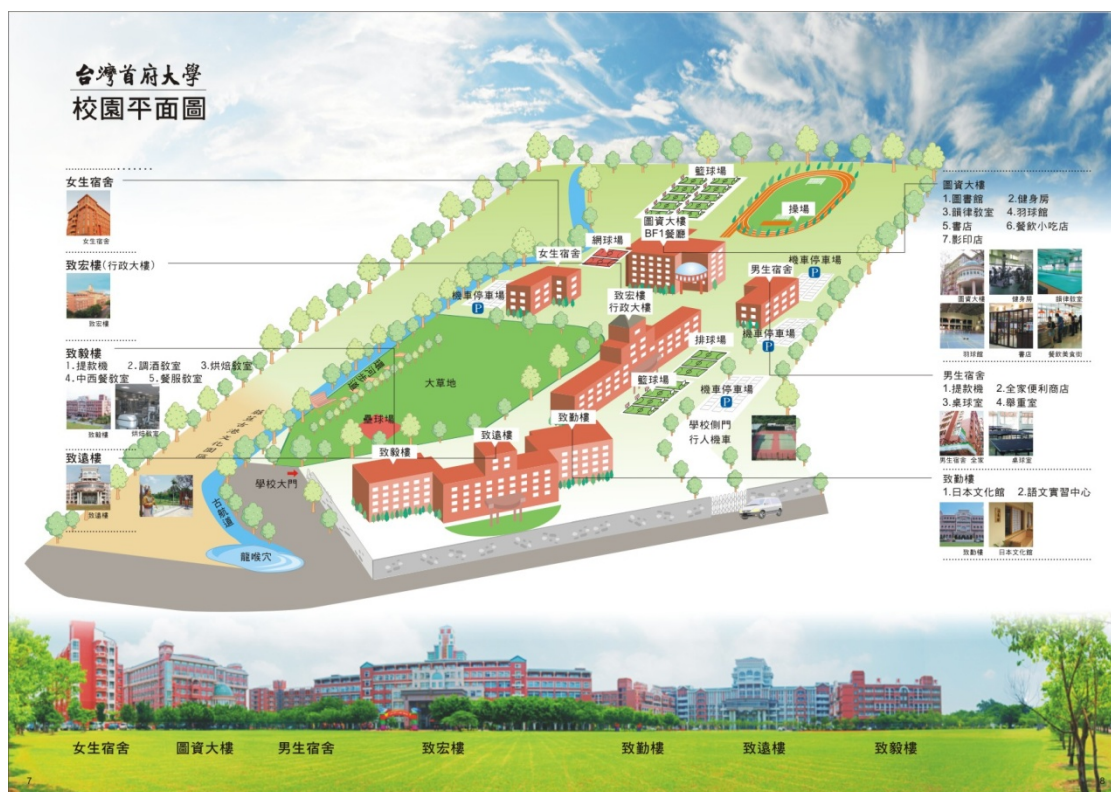 台灣首府大學
校園平面圖
女生宿舍
女生宿舍
致宏樓(行政大樓)
致宏樓
致毅樓
1.提款機 2.調酒教室 3.烘焙教室
4.中西餐教室 5.餐服教室
致毅樓 烘焙教室
致遠樓
致遠樓
籃球場
操場
圖資大樓
BF1餐廳
網球場
女生宿舍
機車停車場
P
機車停車場
P
男生宿舍
致宏樓
行政大樓
機車停車場
P
排球場
籃球場
機車停車場
P
大草地
壘球場
學校側門
行人機車
致勤樓
致遠樓
致毅樓
學校大門
古航道
龍喉穴
圖資大樓
1.圖書館 2.健身房
3.韻律教室 4.羽球館
5.書店 6.餐飲小吃店
7.影印店
圖資大樓 健身房 韻律教室
羽球館 書店 餐飲美食街
男生宿舍
1.提款機 2.全家便利商店
3.桌球室 4.舉重室
男生宿舍 全家 桌球室
致勤樓
1.日本文化館 2.語文實習中心
致勤樓 日本文化館
女生宿舍 圖資大樓 男生宿舍 致宏樓 致勤樓 致遠樓 致毅樓
7
8